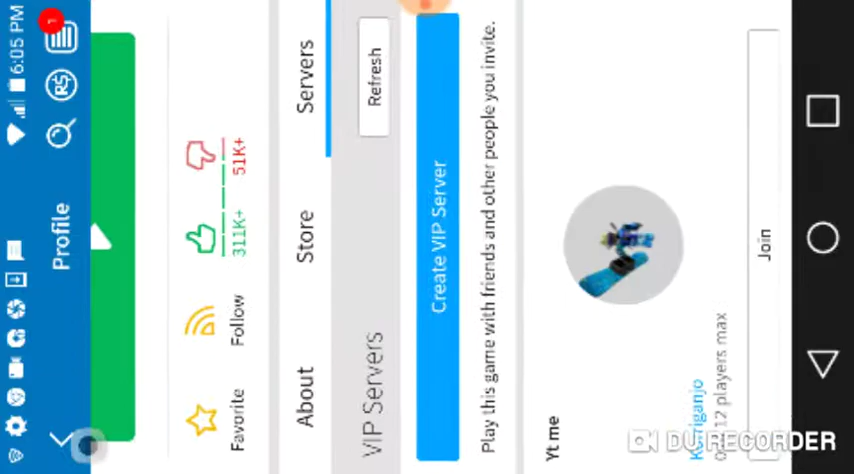 6:05 PM
1
Profile
R$
Favorite
Follow
311K+
51K+
About
Store
Servers
VIP Servers
Refresh
Create VIP Server
Play this game with friends and other people you invite.
Yt me
12 players max
Join
DU RECORDER